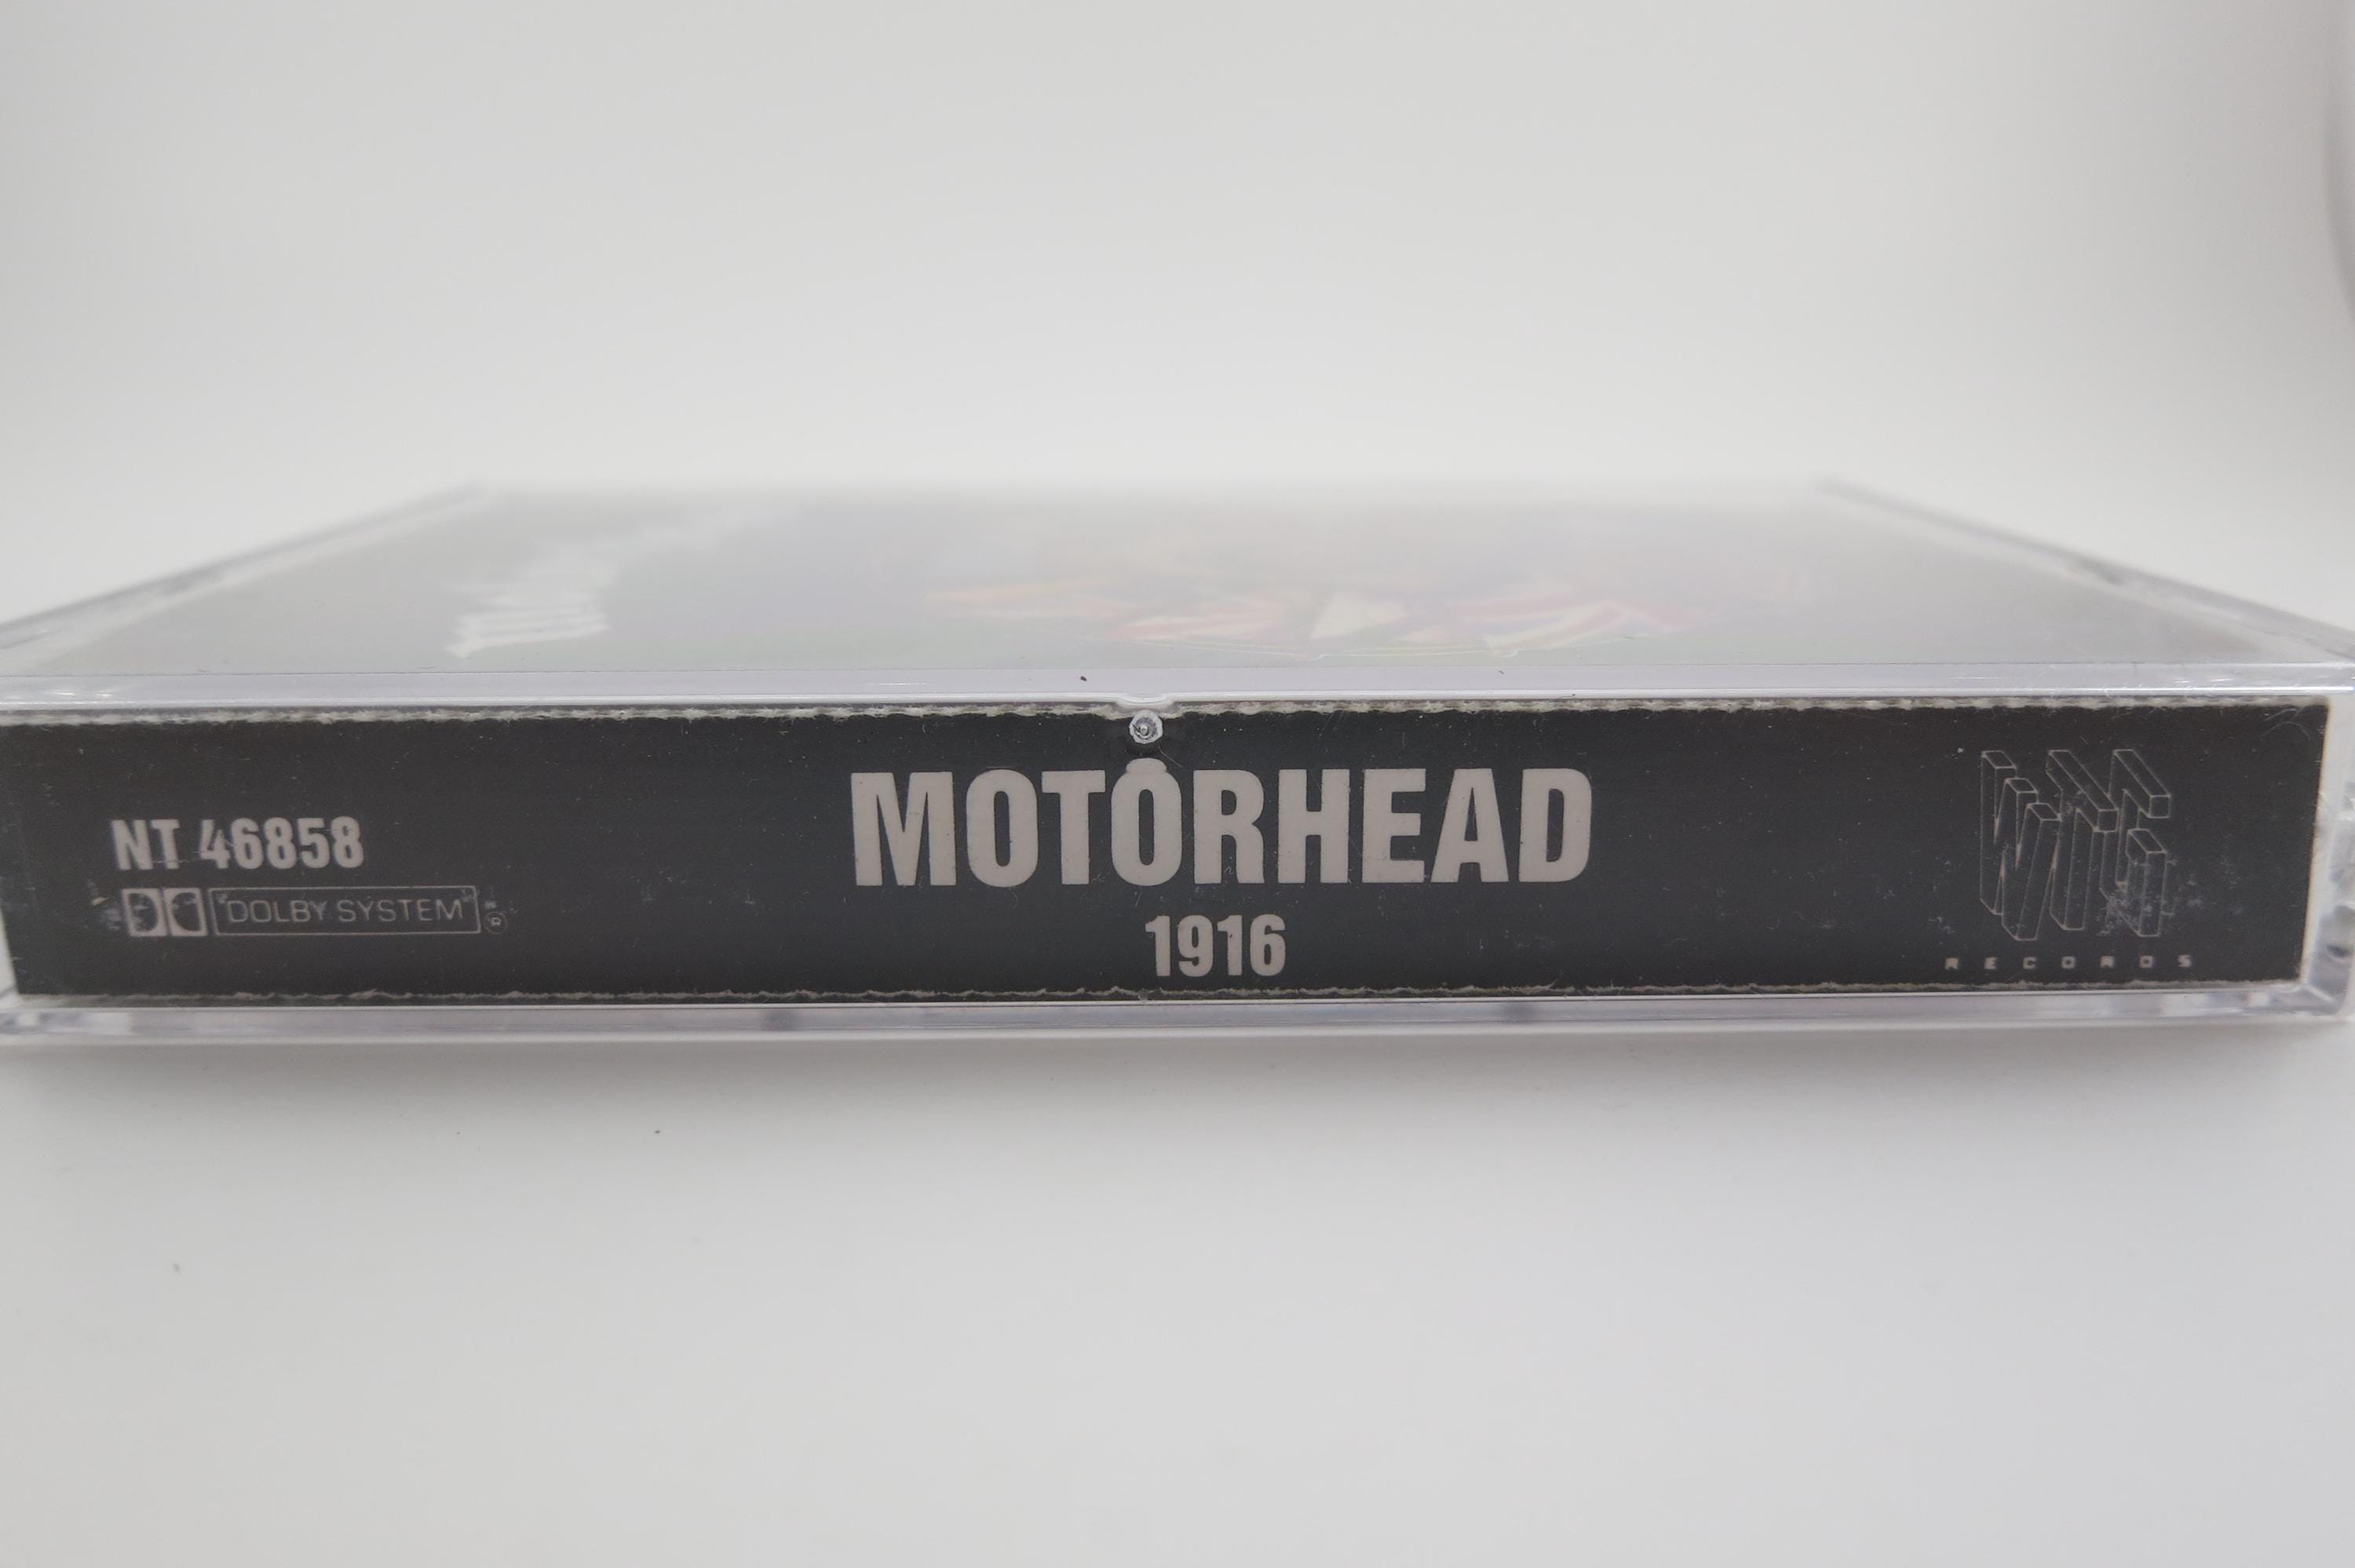 NT 46858
"DOLBY SYSTEM" ®
MOTÖRHEAD
1916
WTG
RECORDS